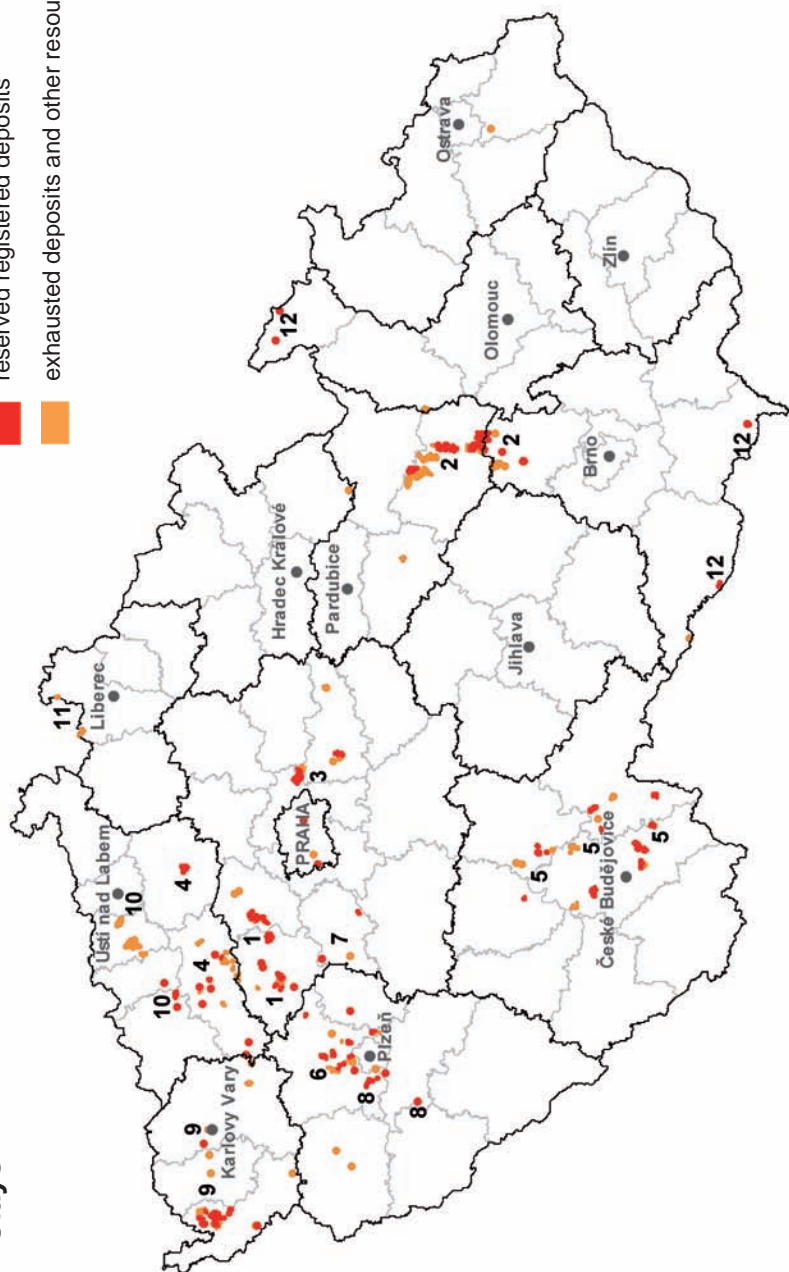 reserved registered deposits
exhausted deposits and other
11
Liberec
Ústí nad Labem
10
10
4
9
4
9
Karlovy Vary
1
1
Hradec Králové
12
PRAHA
3
6
Pardubice
7
8
Plzeň
8
Ostrava
2
Olomouc
2
Jihlava
5
Brno
5
České Budějovice
Zlín
5
12
12